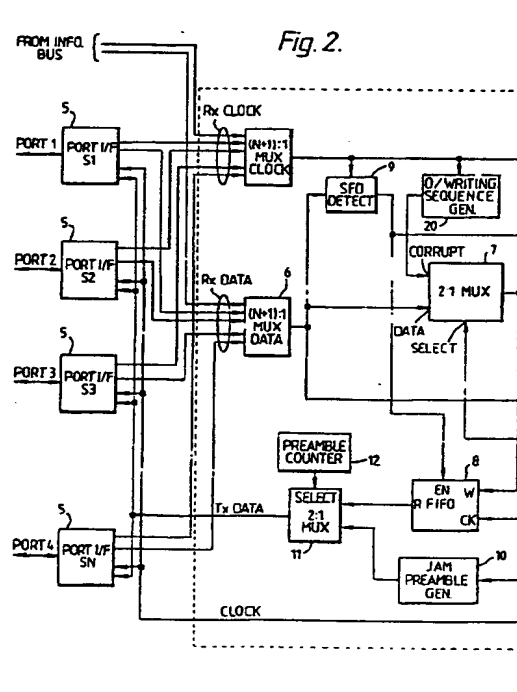 Fig. 2.
FROM INFO.
BUS
Rx CLOCK
5
PORT 1
PORT I/F
S1
(N+1):1
MUX
CLOCK
9
SFD
DETECT
O/WRITING
SEQUENCE
GEN.
20
5
PORT 2
PORT I/F
S2
Rx DATA
6
(N+1):1
MUX
DATA
CORRUPT
7
2:1 MUX
DATA
SELECT
5
PORT 3
PORT I/F
S3
PREAMBLE
COUNTER
12
8
EN
W
R FIFO
CK
SELECT
2:1
MUX
11
Tx DATA
5
PORT 4
PORT I/F
SN
10
JAM
PREAMBLE
GEN.
CLOCK